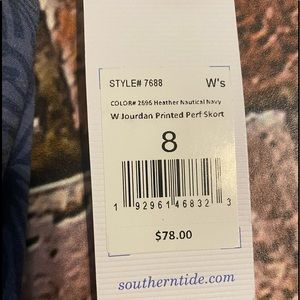 STYLE# 7688 W's
COLOR# 2596 Heather Nautical Navy
W Jourdan Printed Perf Skort
8
1 92961 46832 3
$78.00
southerntide.com